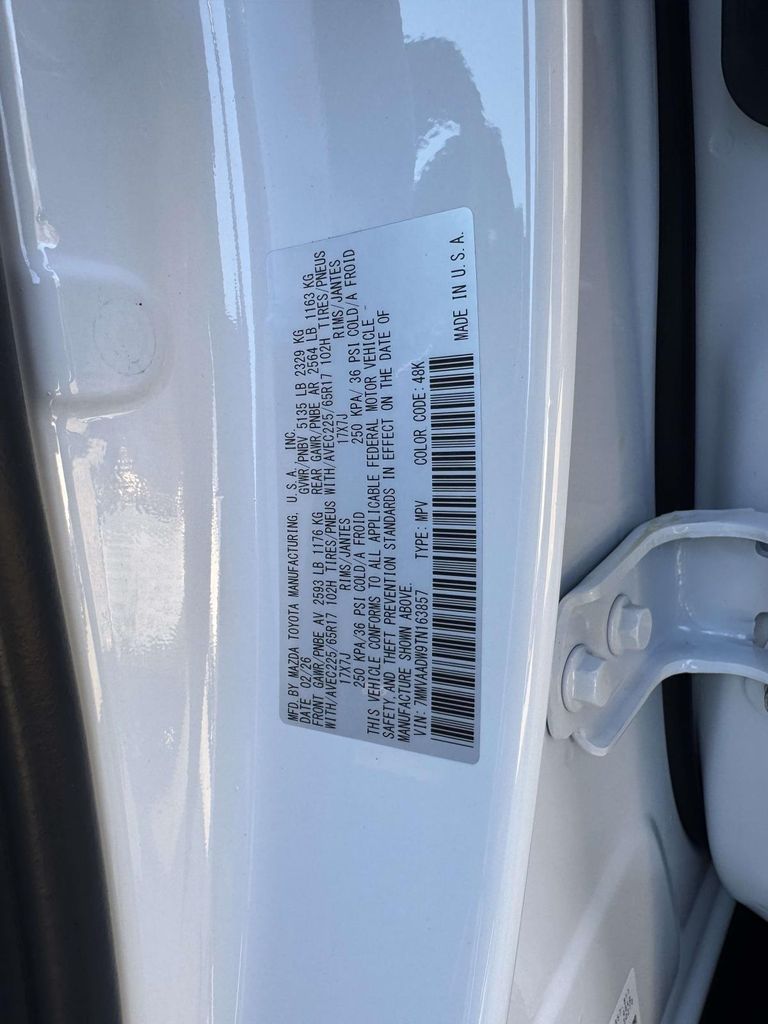 MFD. BY MAZDA TOYOTA MANUFACTURING, U.S.A., INC.
DATE 02/26 GVWR/PNBV 5135 LB 2329 KG
FRONT GAWR/PNBE AV 2593 LB 1176 KG REAR GAWR/PNBE AR 2564 LB 1163 KG
WITH/AVEC225/65R17 102H TIRES/PNEUS WITH/AVEC225/65R17 102H TIRES/PNEUS
17X7J RIMS/JANTES 17X7J RIMS/JANTES
250 KPA/36 PSI COLD/A FROID 250 KPA/ 36 PSI COLD/A FROID
THIS VEHICLE CONFORMS TO ALL APPLICABLE FEDERAL MOTOR VEHICLE
SAFETY AND THEFT PREVENTION STANDARDS IN EFFECT ON THE DATE OF
MANUFACTURE SHOWN ABOVE.
VIN: 7MMVAADW9TN163857 TYPE: MPV COLOR CODE: 48K
MADE IN U.S.A.